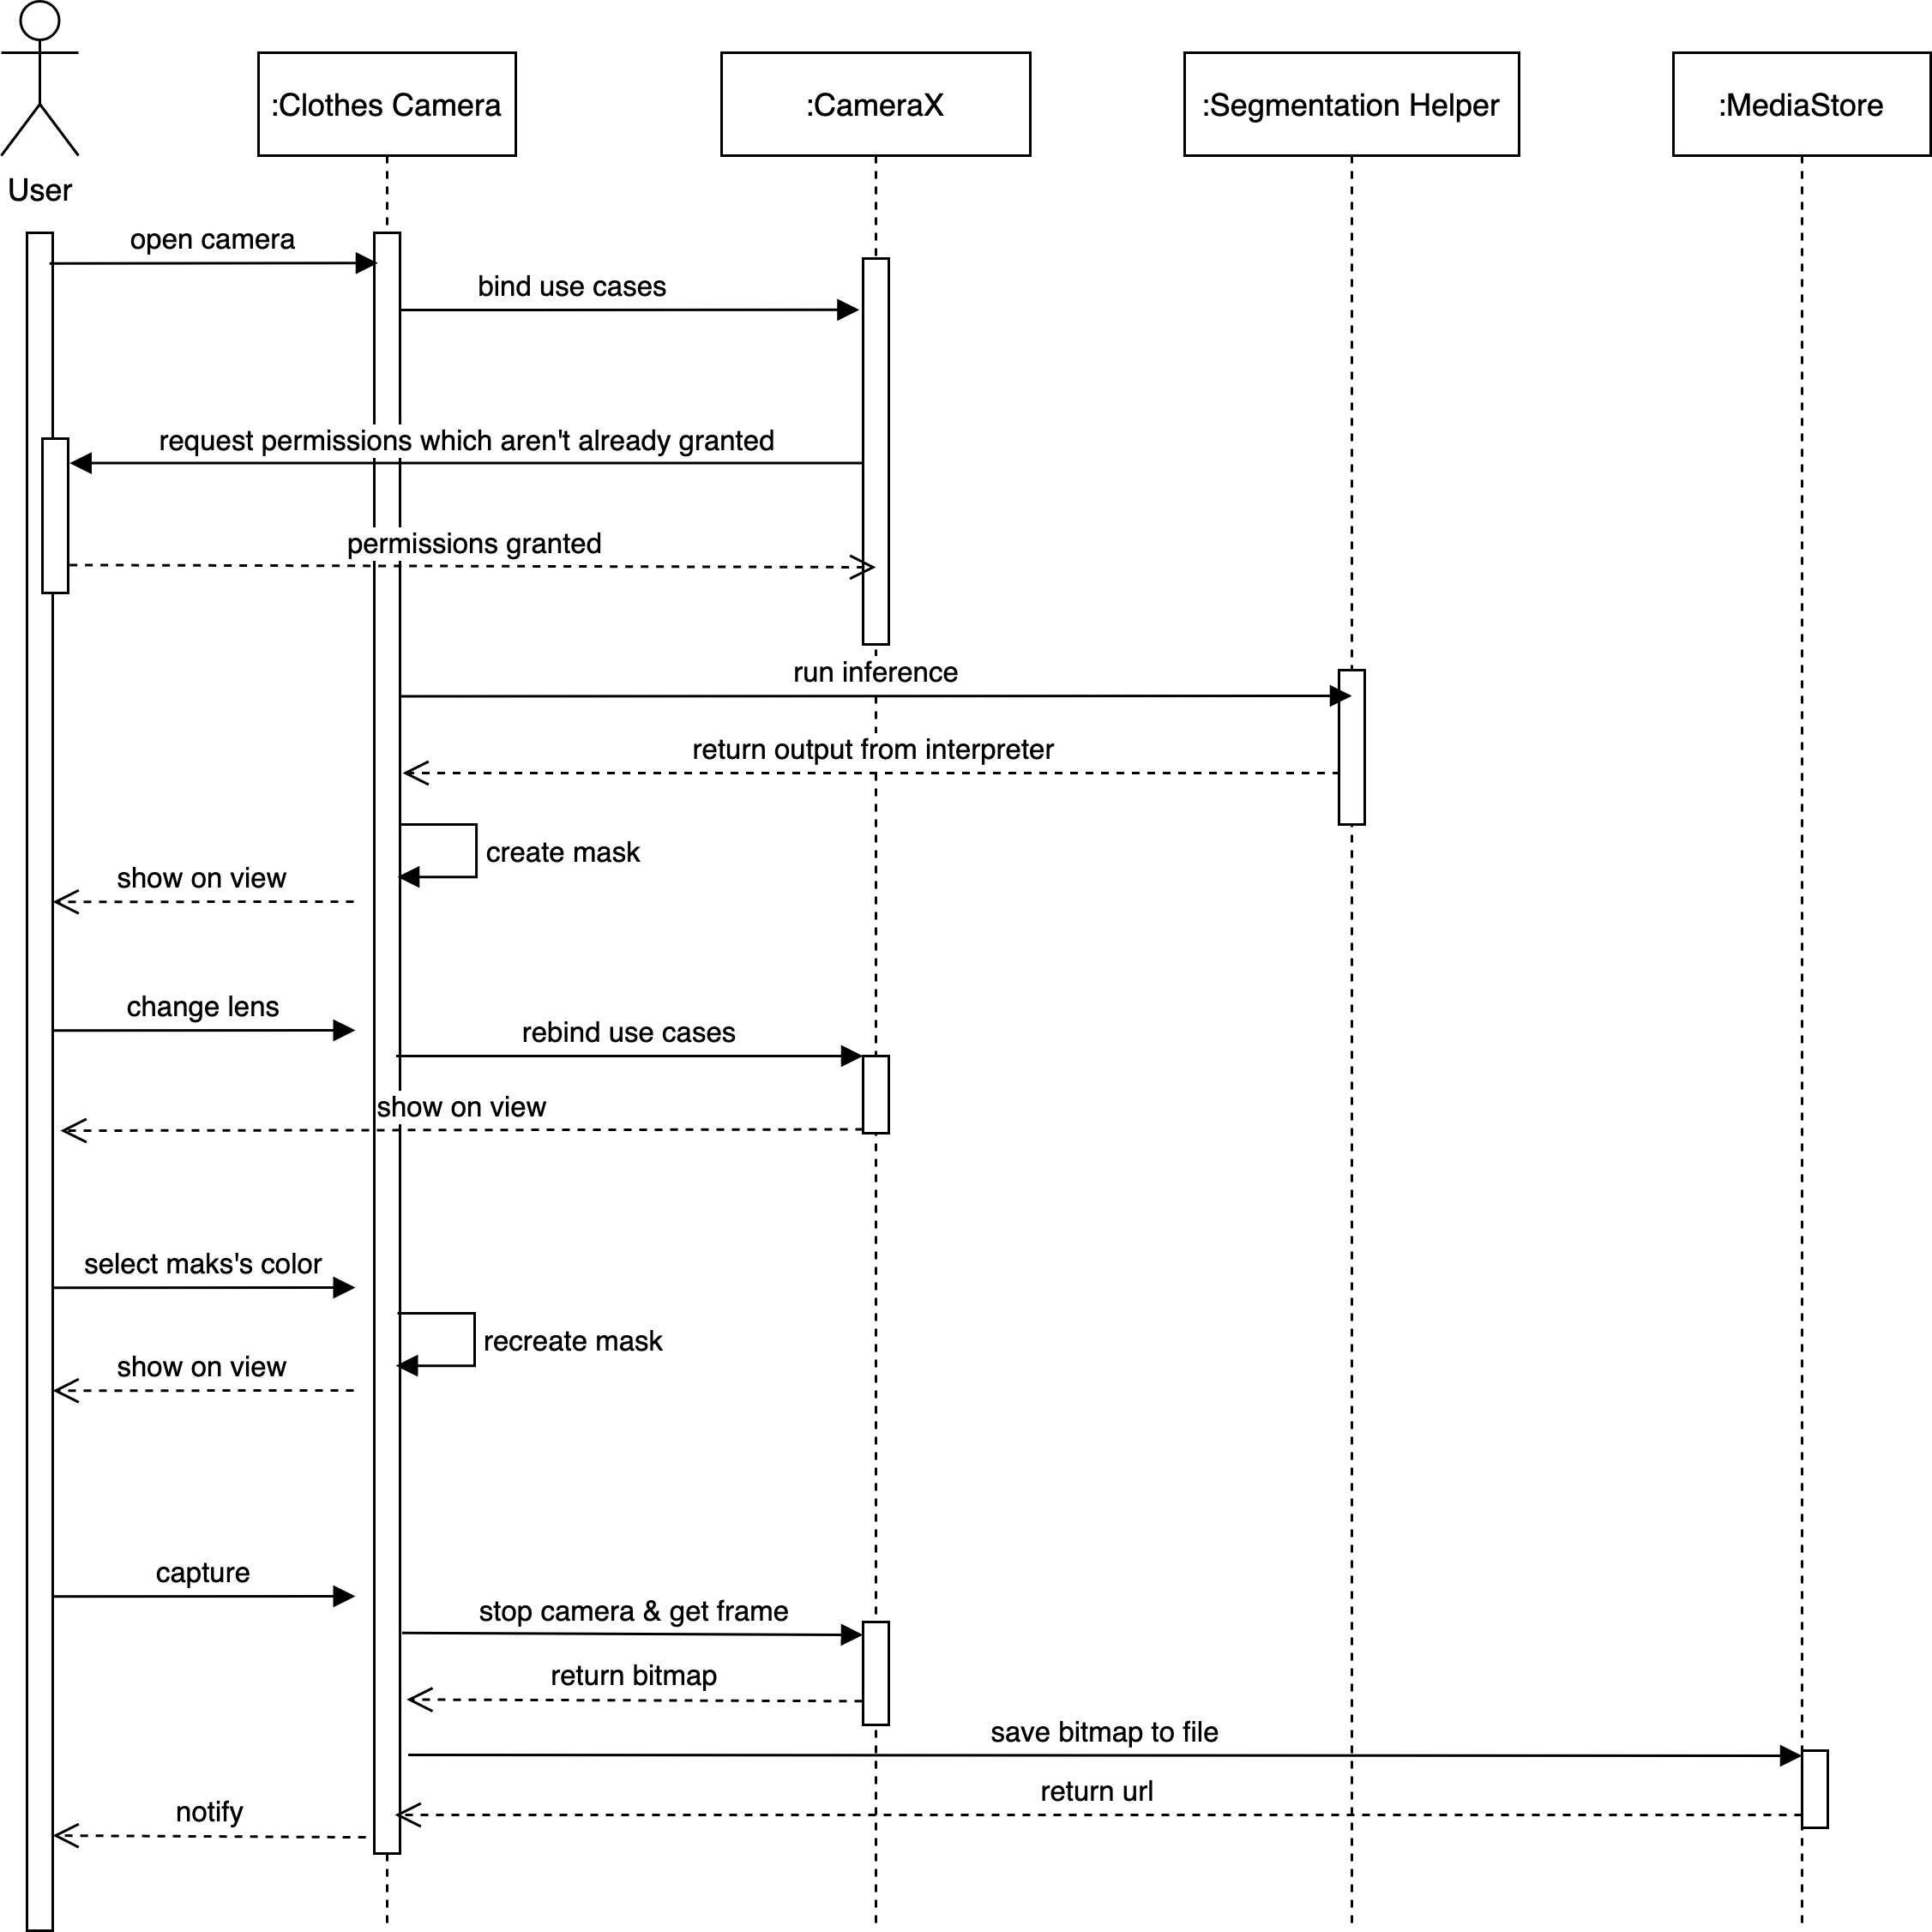 :Clothes Camera
:CameraX
:Segmentation Helper
:MediaStore
User
open camera
bind use cases
request permissions which aren't already granted
permissions granted
run inference
return output from interpreter
create mask
show on view
change lens
rebind use cases
show on view
select maks's color
recreate mask
show on view
capture
stop camera & get frame
return bitmap
save bitmap to file
return url
notify